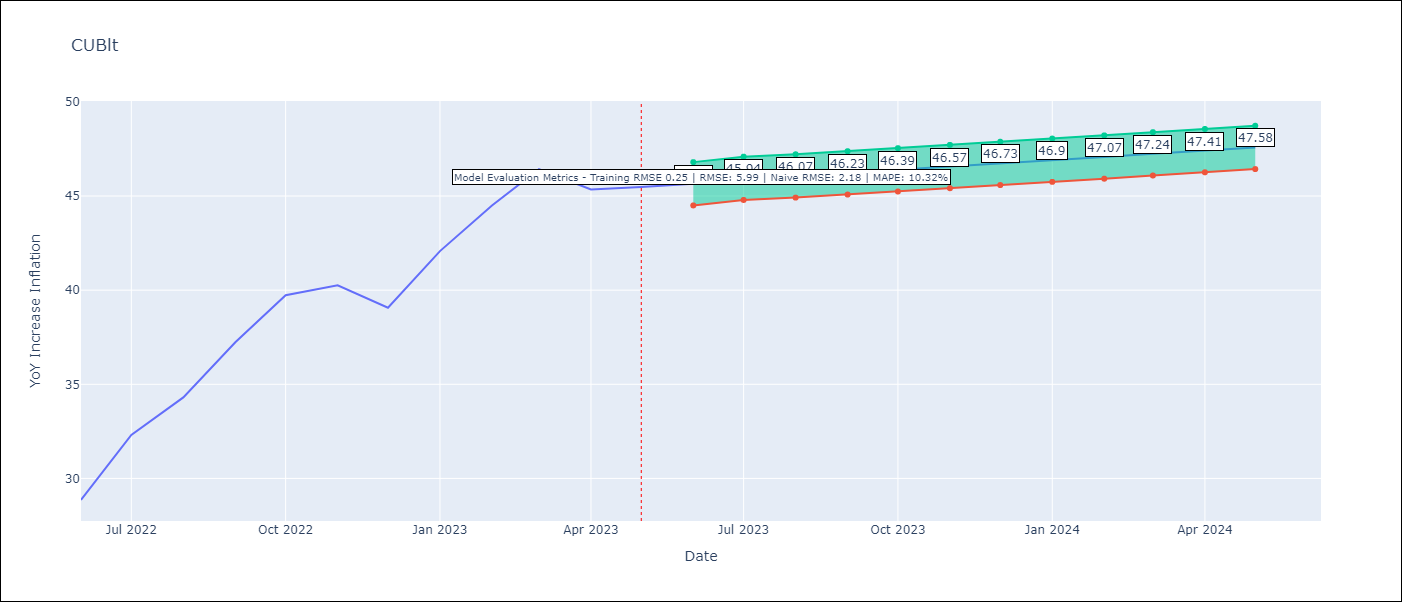 CUBlt
50
45
40
35
30
YoY Increase Inflation
46.07
46.23
46.39
46.57
46.73
46.9
47.07
47.24
47.41
47.58
Model Evaluation Metrics - Training RMSE 0.25 | RMSE: 5.99 | Naive RMSE: 2.18 | MAPE: 10.32%
Jul 2022
Oct 2022
Jan 2023
Apr 2023
Jul 2023
Oct 2023
Jan 2024
Apr 2024
Date